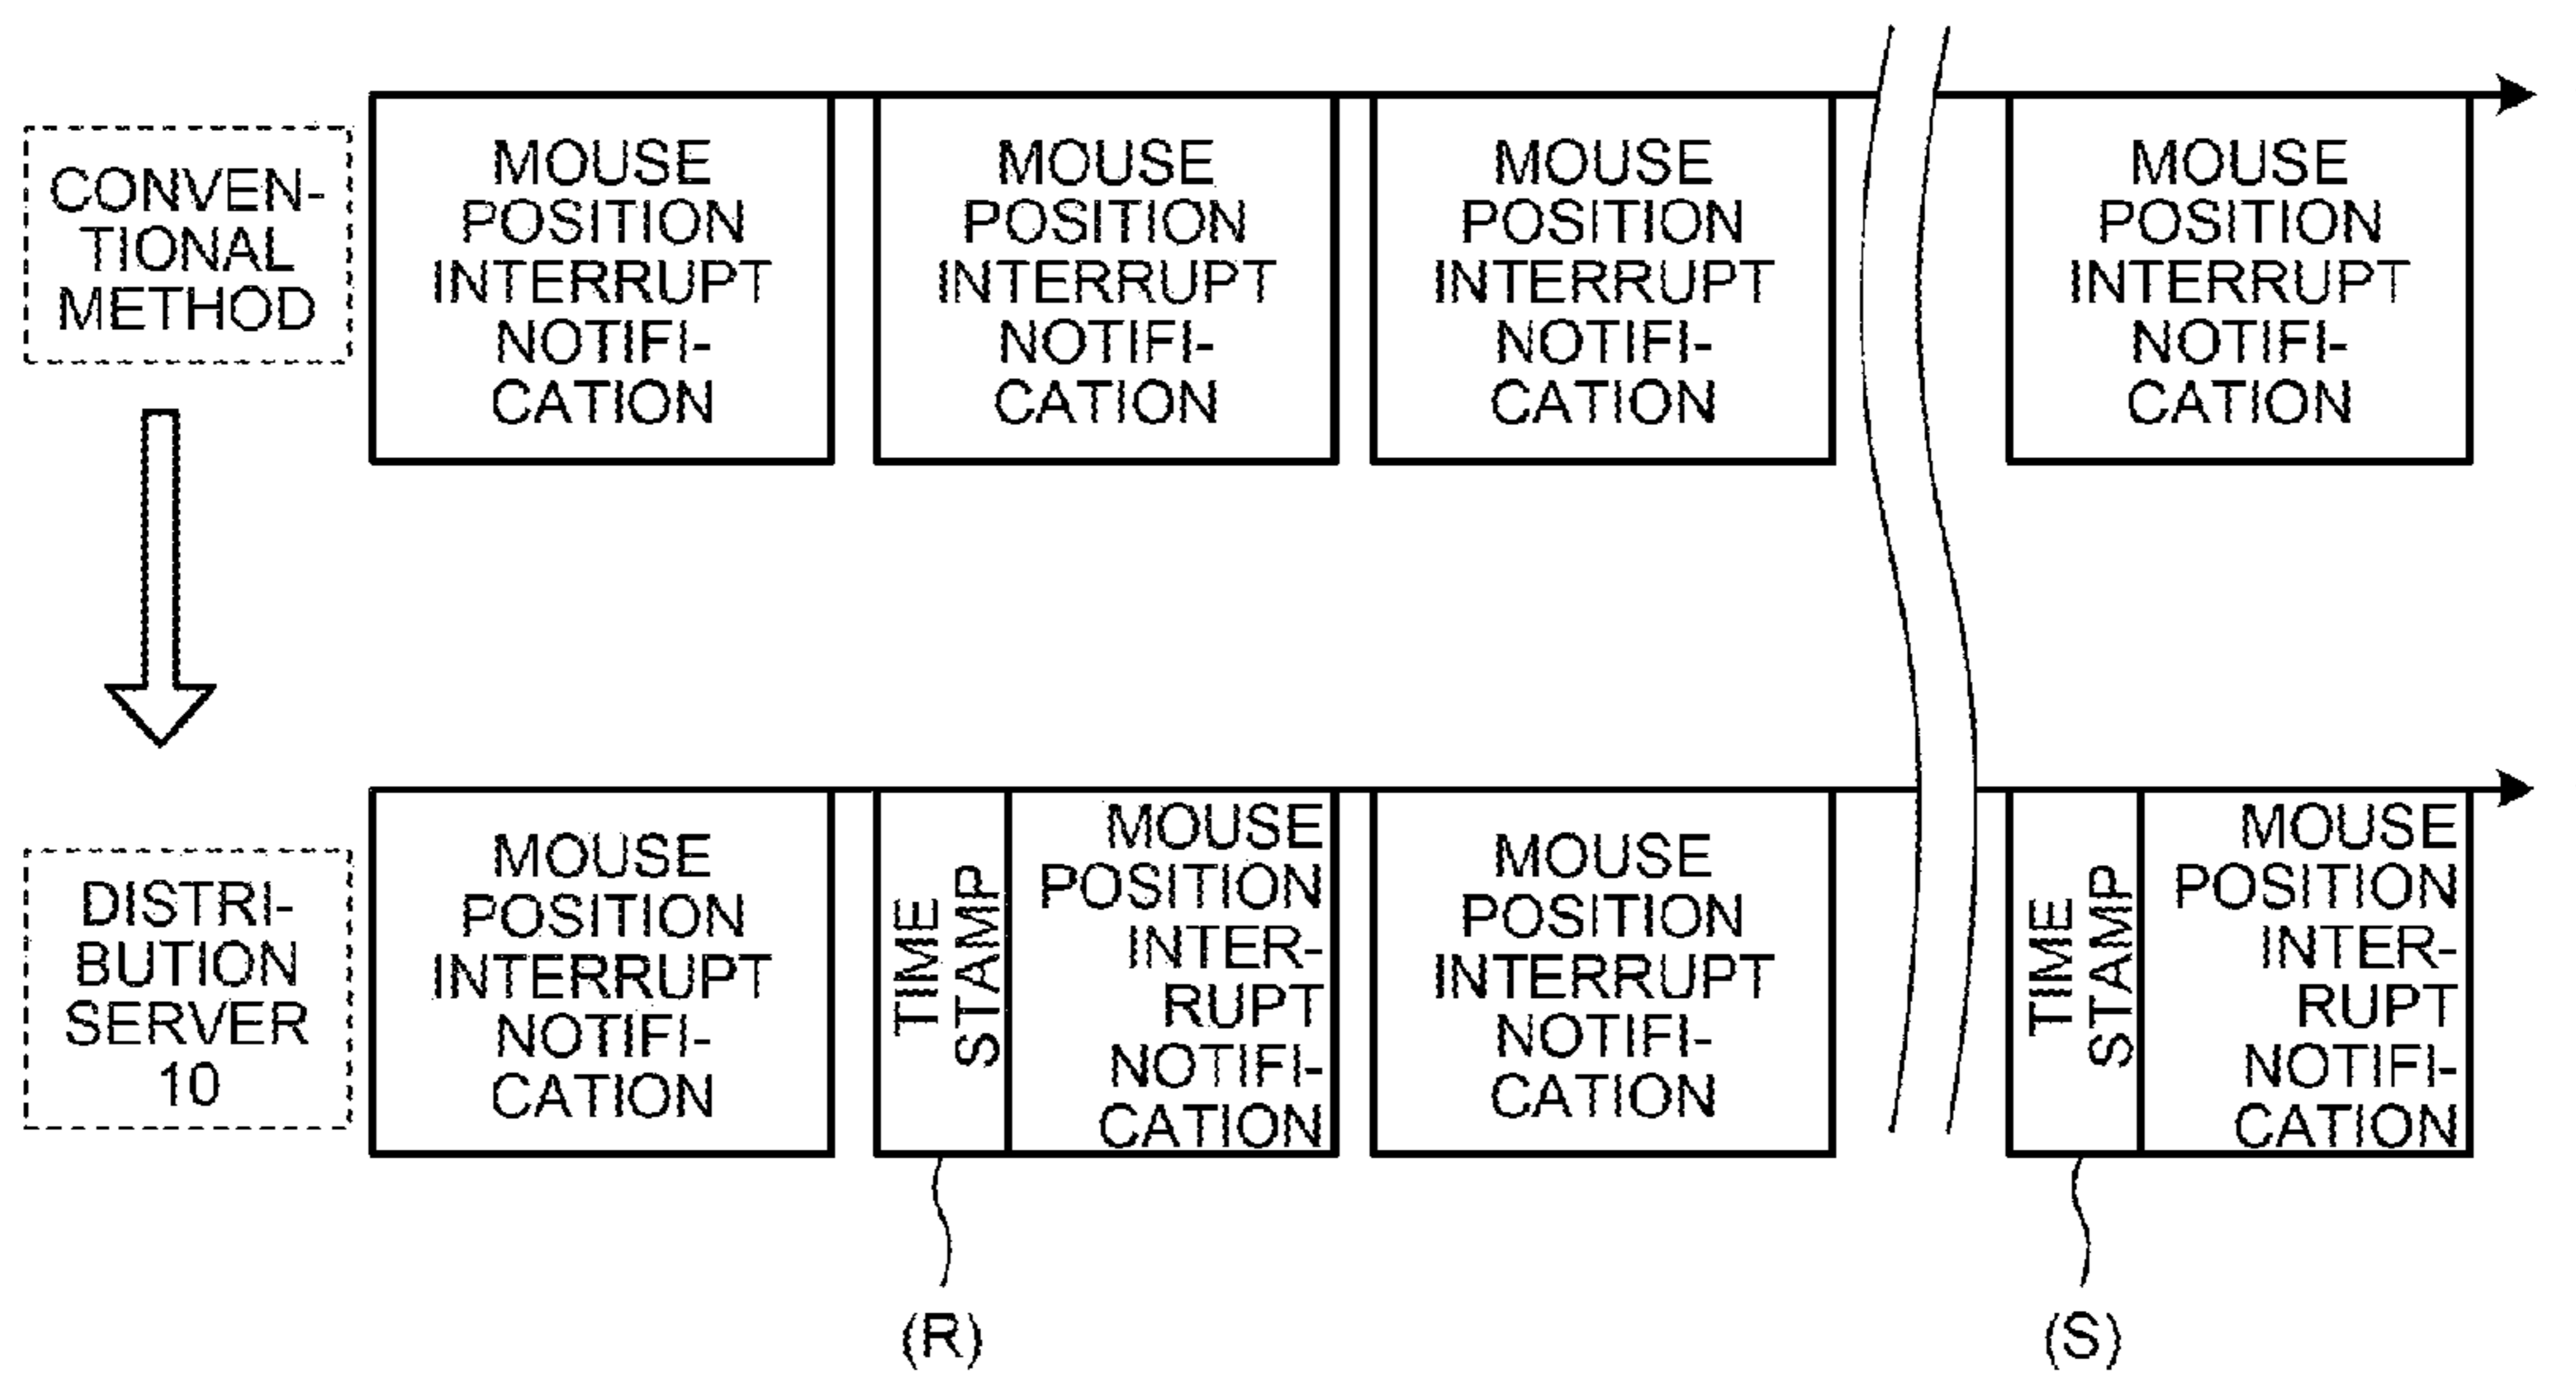 CONVEN-
TIONAL
METHOD
MOUSE
POSITION
INTERRUPT
NOTIFI-
CATION
MOUSE
POSITION
INTERRUPT
NOTIFI-
CATION
MOUSE
POSITION
INTERRUPT
NOTIFI-
CATION
MOUSE
POSITION
INTERRUPT
NOTIFI-
CATION
DISTRI-
BUTION
SERVER
10
MOUSE
POSITION
INTERRUPT
NOTIFI-
CATION
TIME
STAMP
MOUSE
POSITION
INTER-
RUPT
NOTIFI-
CATION
MOUSE
POSITION
INTERRUPT
NOTIFI-
CATION
TIME
STAMP
MOUSE
POSITION
INTER-
RUPT
NOTIFI-
CATION
(R)
(S)